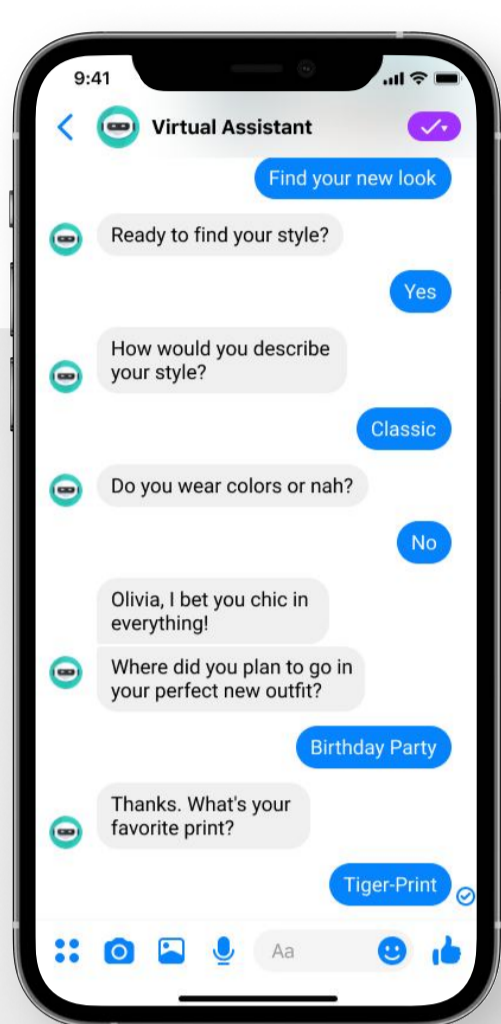 9:41
Virtual Assistant
Find your new look
Ready to find your style?
Yes
How would you describe
your style?
Classic
Do you wear colors or nah?
No
Olivia, I bet you chic in
everything!
Where did you plan to go in
your perfect new outfit?
Birthday Party
Thanks. What's your
favorite print?
Tiger-Print
Aa